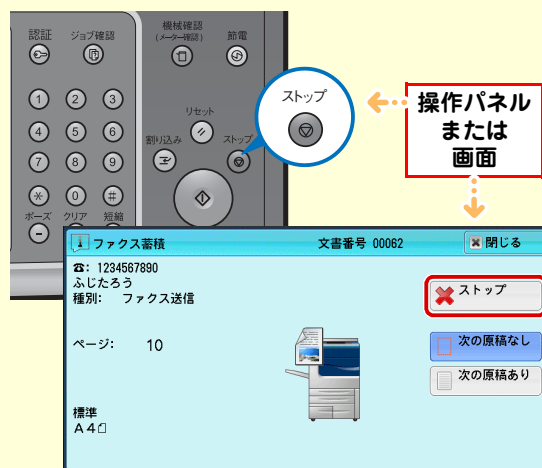 認証
ジョブ確認
機械確認
(メーター確認)
節電
1
2
3
4
5
6
7
8
9
*
0
#
リセット
割り込み
ストップ
ポーズ
クリア
短縮
ストップ
操作パネル
または
画面
ファクス蓄積
文書番号 00062
閉じる
☎: 1234567890
ふじたろう
種別: ファクス送信
ページ: 10
標準
A4
ストップ
次の原稿なし
次の原稿あり